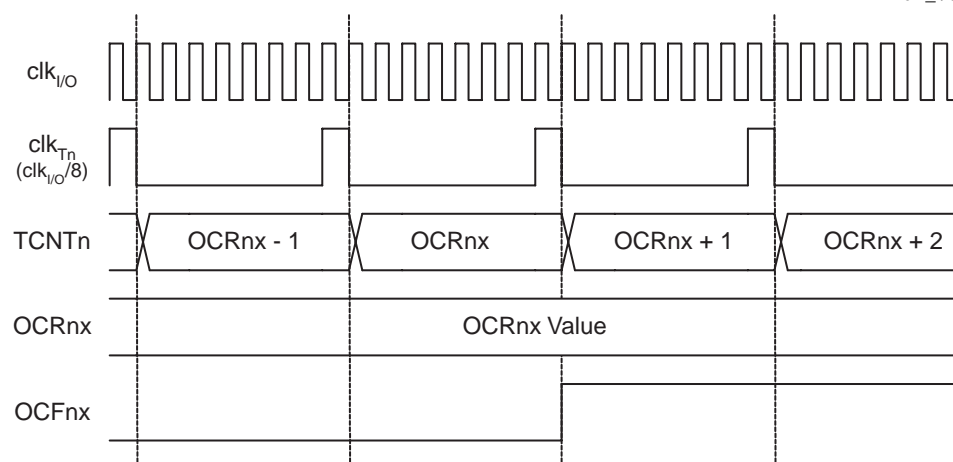 clkI/O
clkTn
(clkI/O/8)
TCNTn
OCRnx - 1
OCRnx
OCRnx + 1
OCRnx + 2
OCRnx
OCRnx Value
OCFnx